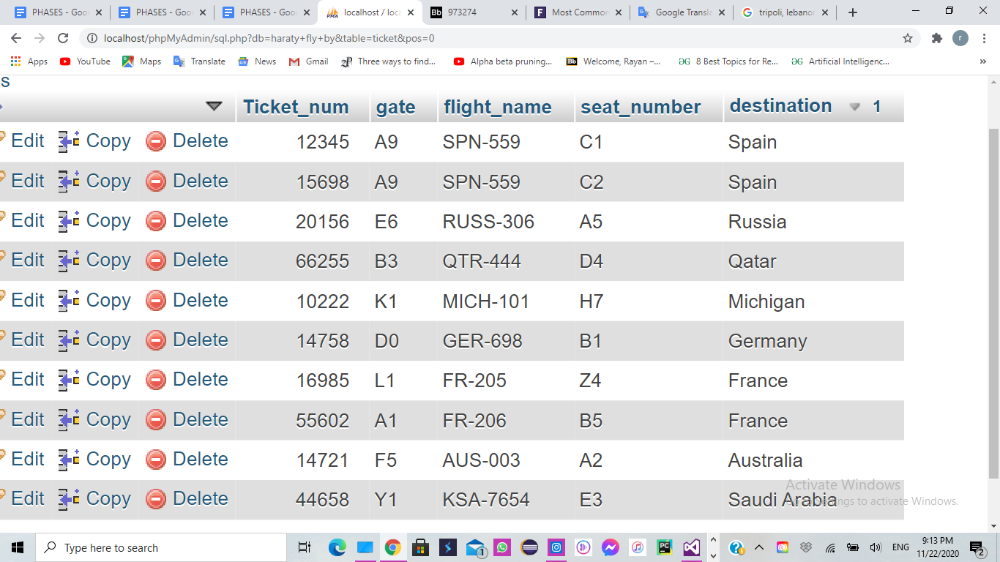 PHASES - Goo
PHASES - Goo
PHASES - Goo
localhost / loca
973274
Most Common
Google Transla
tripoli, lebanon
localhost/phpMyAdmin/sql.php?db=haraty+fly+by&table=ticket&pos=0
r
Apps YouTube Maps Translate News Gmail Three ways to find... Alpha beta pruning... Bb Welcome, Rayan –... 8 Best Topics for Re... Artificial Intelligenc... »
s
Ticket_num gate flight_name seat_number destination 1
Edit Copy Delete 12345 A9 SPN-559 C1 Spain
Edit Copy Delete 15698 A9 SPN-559 C2 Spain
Edit Copy Delete 20156 E6 RUSS-306 A5 Russia
Edit Copy Delete 66255 B3 QTR-444 D4 Qatar
Edit Copy Delete 10222 K1 MICH-101 H7 Michigan
Edit Copy Delete 14758 D0 GER-698 B1 Germany
Edit Copy Delete 16985 L1 FR-205 Z4 France
Edit Copy Delete 55602 A1 FR-206 B5 France
Edit Copy Delete 14721 F5 AUS-003 A2 Australia
Activate Windows
Edit Copy Delete 44658 Y1 KSA-7654 E3 Saudi Arabia
to activate Windows.
Type here to search
ENG
9:13 PM
11/22/2020